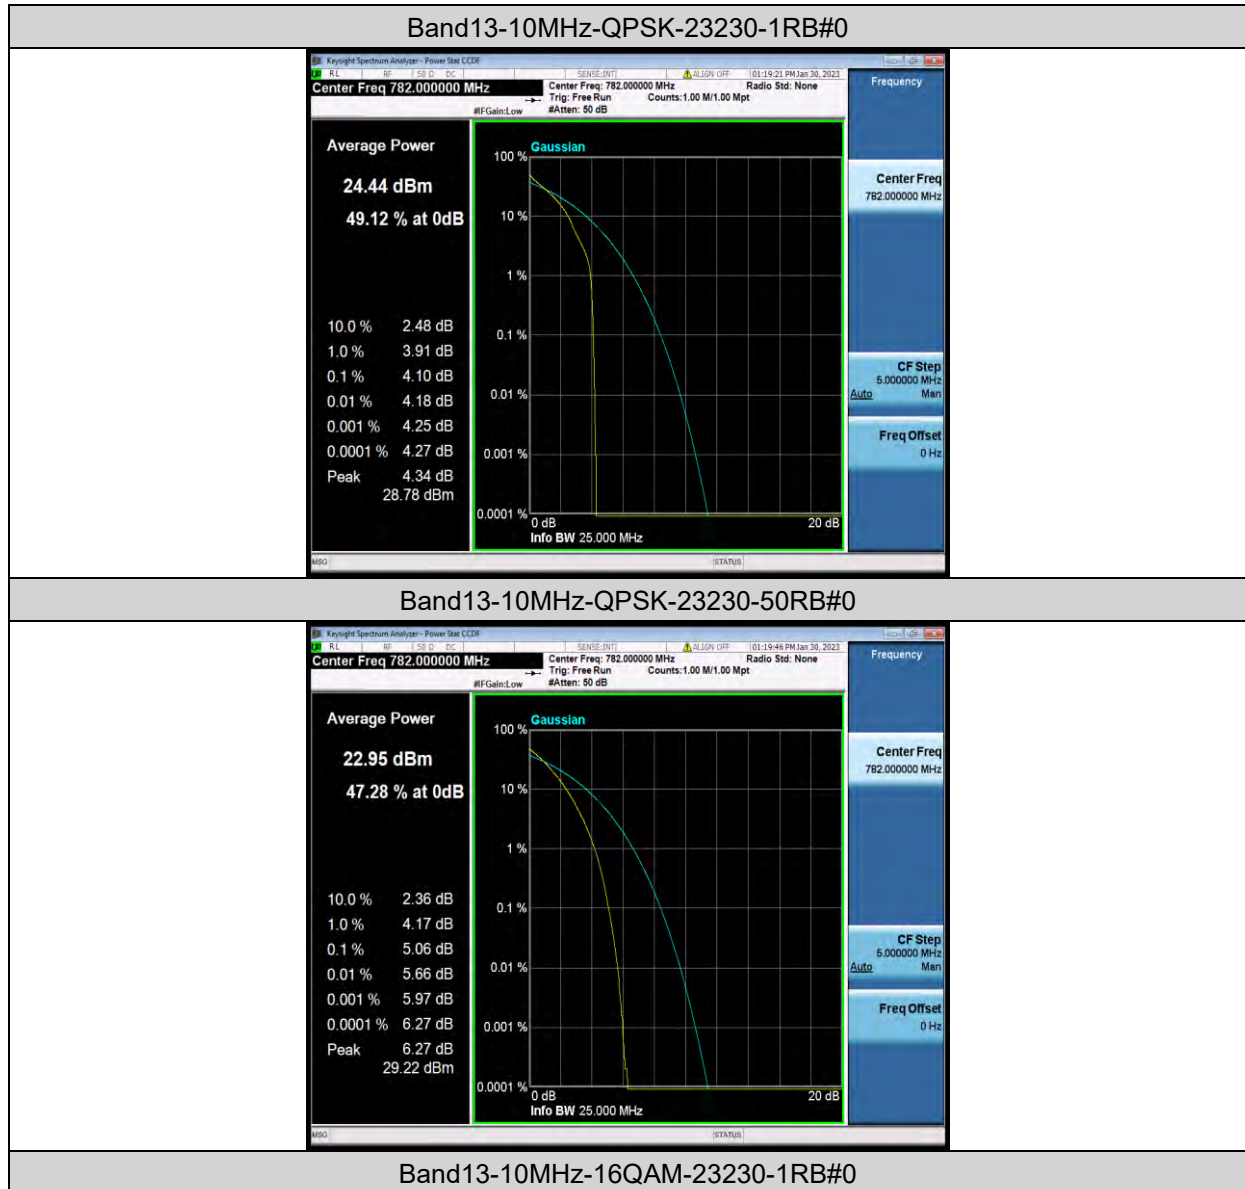 Band13-10MHz-QPSK-23230-1RB#0
Keysight Spectrum Analyzer - Power Stat CCDF
RL RF 50 Ω DC SENSE:INT ALIGN OFF 01:19:21 PM Jan 30, 2023
Center Freq 782.000000 MHz
Center Freq: 782.000000 MHz Radio Std: None
Trig: Free Run Counts:1.00 M/1.00 Mpt
#IFGain:Low #Atten: 50 dB
Frequency
Average Power
24.44 dBm
49.12 % at 0dB
10.0 % 2.48 dB
1.0 % 3.91 dB
0.1 % 4.10 dB
0.01 % 4.18 dB
0.001 % 4.25 dB
0.0001 % 4.27 dB
Peak 4.34 dB
28.78 dBm
Gaussian
100 %
10 %
1 %
0.1 %
0.01 %
0.001 %
0.0001 %
0 dB 20 dB
Info BW 25.000 MHz
Center Freq
782.000000 MHz
CF Step
5.000000 MHz
Auto Man
Freq Offset
0 Hz
MSG STATUS
Band13-10MHz-QPSK-23230-50RB#0
Keysight Spectrum Analyzer - Power Stat CCDF
RL RF 50 Ω DC SENSE:INT ALIGN OFF 01:19:46 PM Jan 30, 2023
Center Freq 782.000000 MHz
Center Freq: 782.000000 MHz Radio Std: None
Trig: Free Run Counts:1.00 M/1.00 Mpt
#IFGain:Low #Atten: 50 dB
Frequency
Average Power
22.95 dBm
47.28 % at 0dB
10.0 % 2.36 dB
1.0 % 4.17 dB
0.1 % 5.06 dB
0.01 % 5.66 dB
0.001 % 5.97 dB
0.0001 % 6.27 dB
Peak 6.27 dB
29.22 dBm
Gaussian
100 %
10 %
1 %
0.1 %
0.01 %
0.001 %
0.0001 %
0 dB 20 dB
Info BW 25.000 MHz
Center Freq
782.000000 MHz
CF Step
5.000000 MHz
Auto Man
Freq Offset
0 Hz
MSG STATUS
Band13-10MHz-16QAM-23230-1RB#0